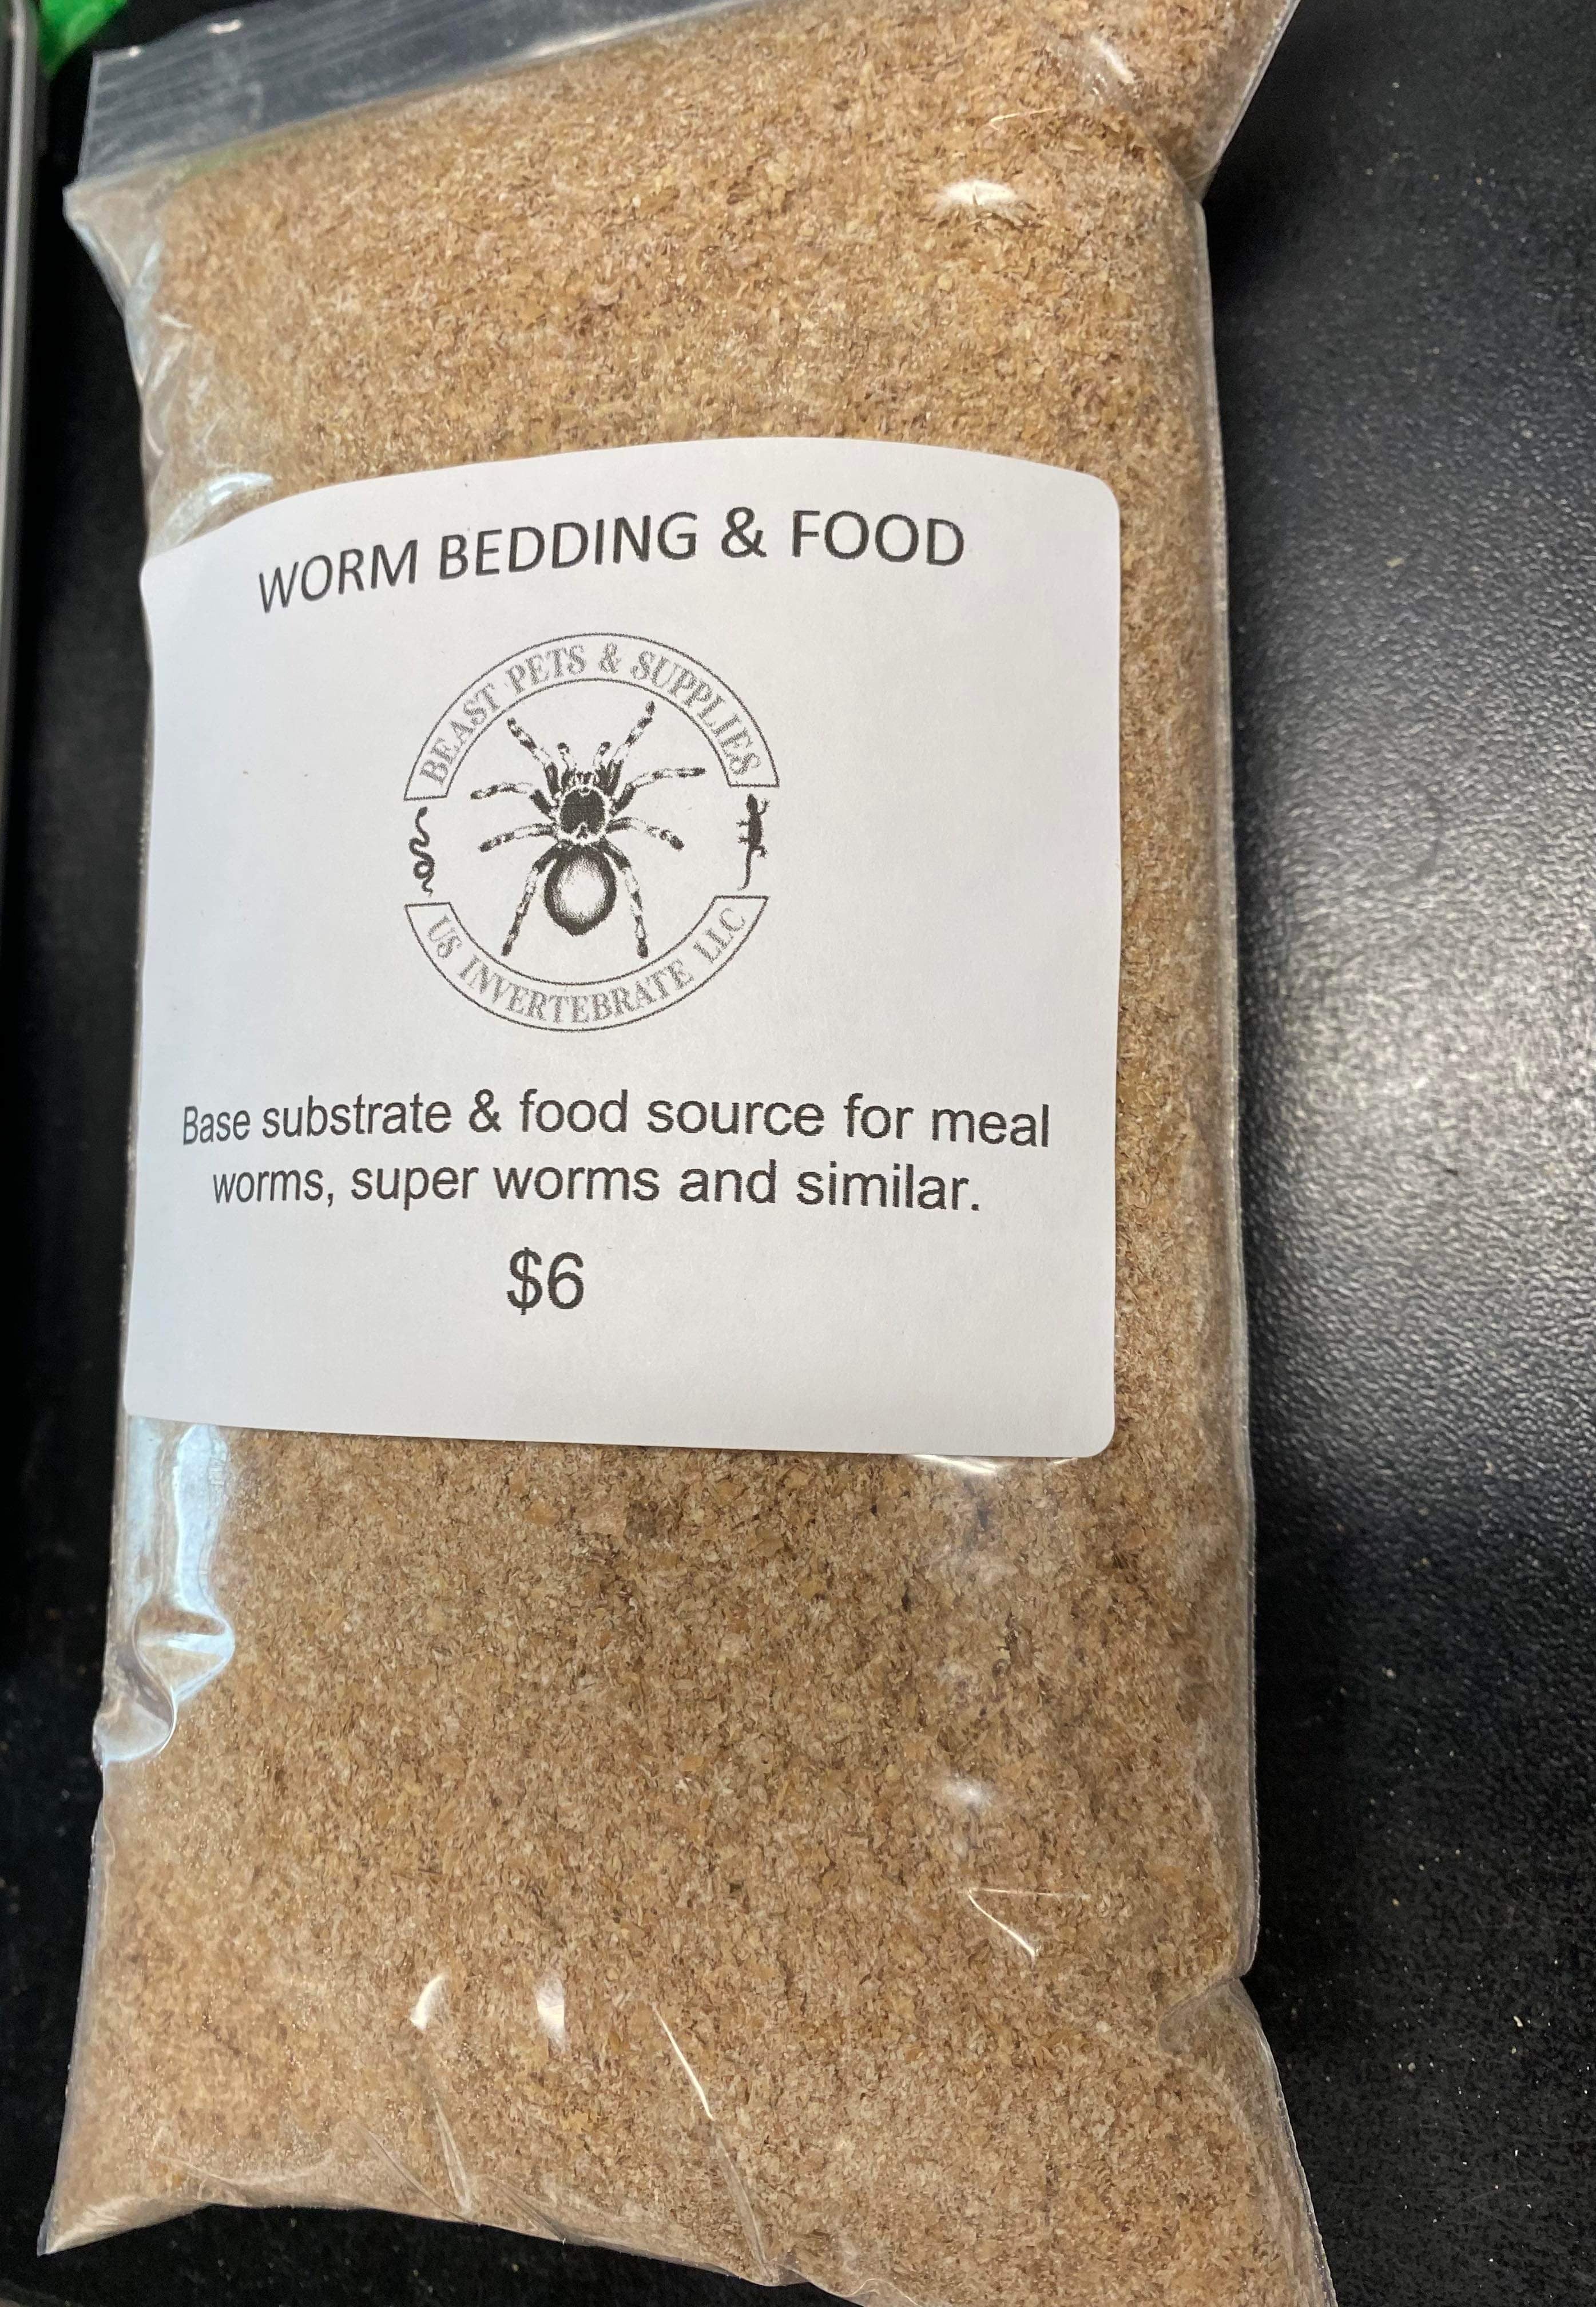 WORM BEDDING & FOOD
BEAST PETS & SUPPLIES
US INVERTEBRATE LLC
Base substrate & food source for meal
worms, super worms and similar.
$6